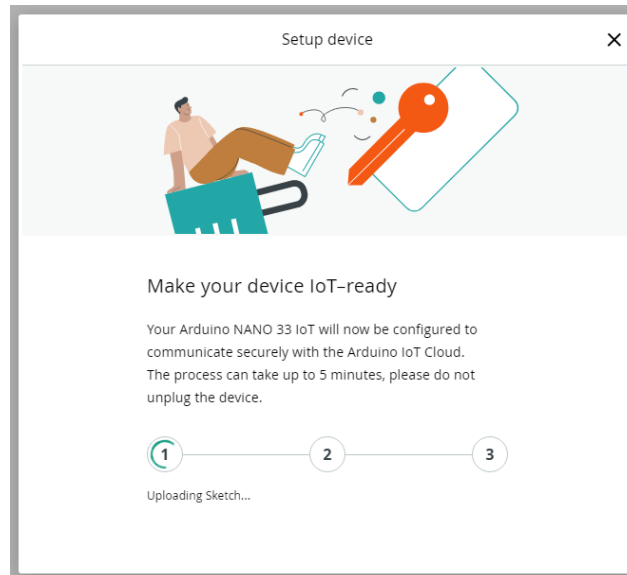 Setup device
Make your device IoT–ready
Your Arduino NANO 33 IoT will now be configured to
communicate securely with the Arduino IoT Cloud.
The process can take up to 5 minutes, please do not
unplug the device.
1 2 3
Uploading Sketch...